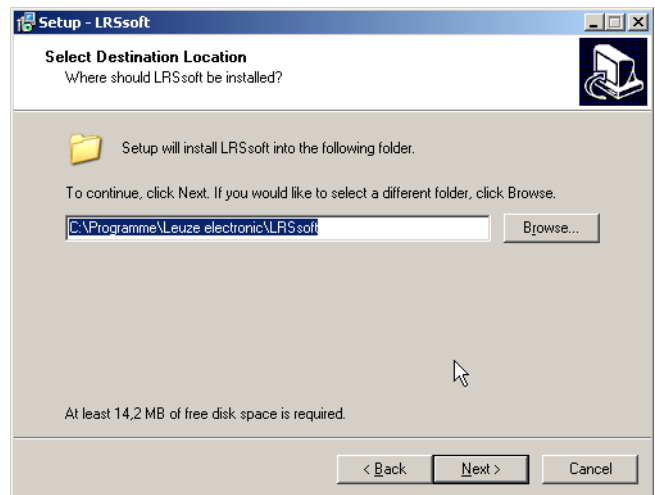 Setup - LRSsoft
Select Destination Location
Where should LRSsoft be installed?
Setup will install LRSsoft into the following folder.
To continue, click Next. If you would like to select a different folder, click Browse.
C:\Programme\Leuze electronic\LRSsoft
Browse...
At least 14,2 MB of free disk space is required.
< Back
Next >
Cancel